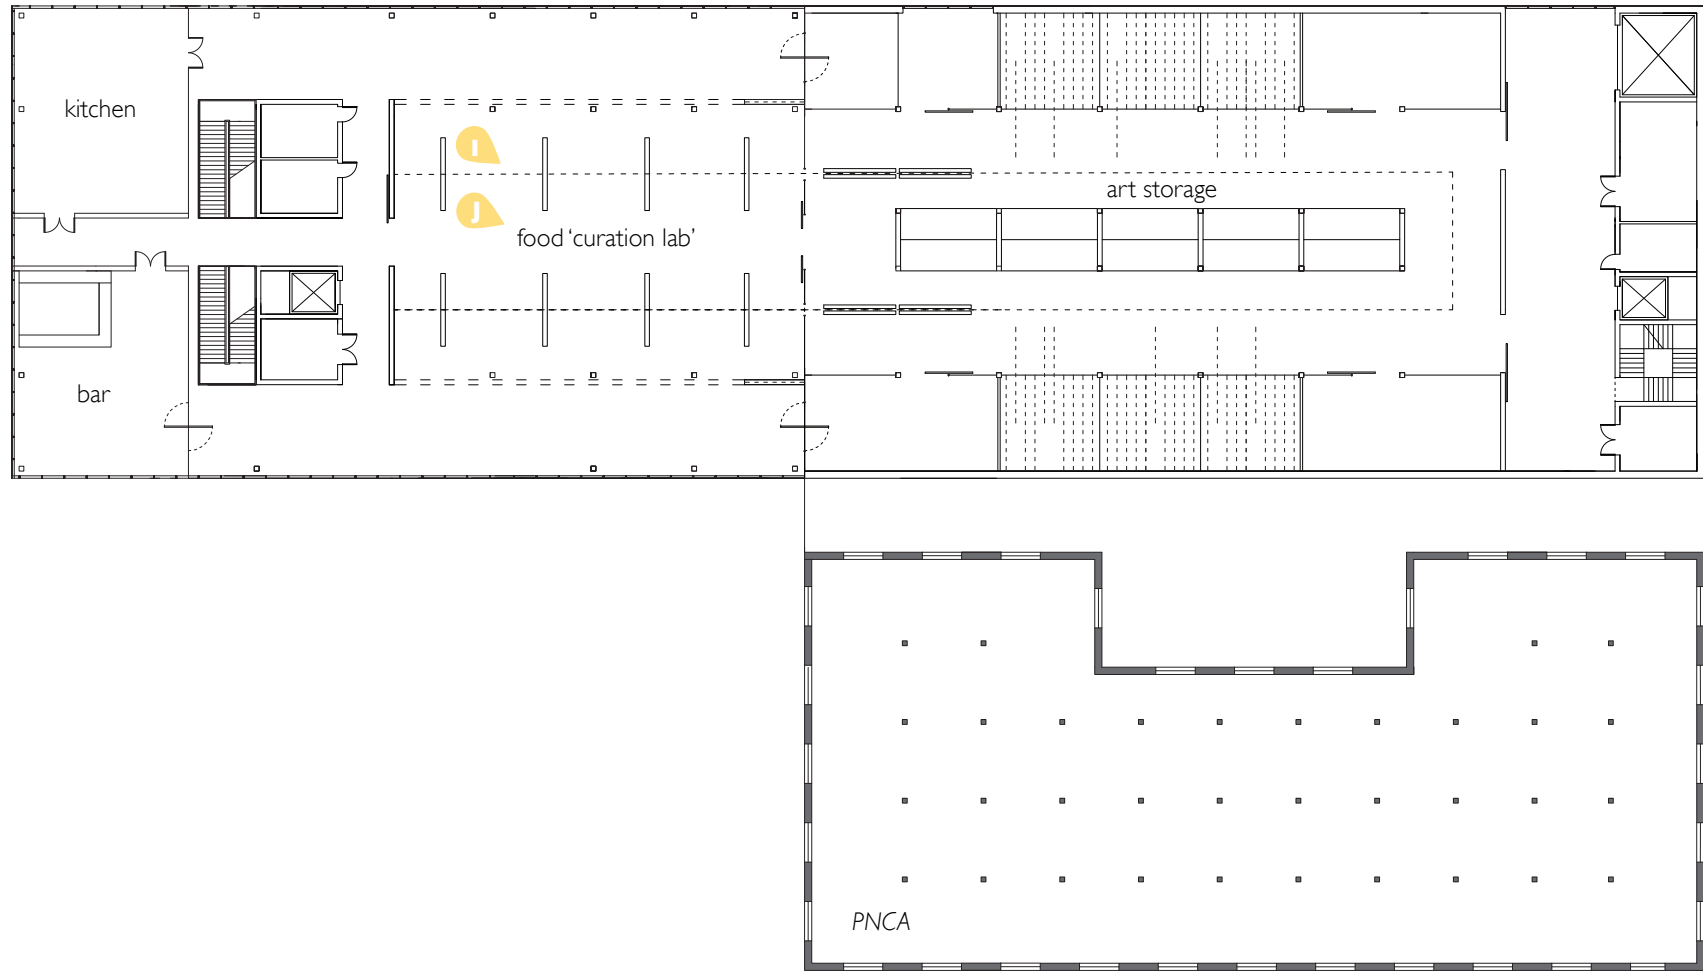 kitchen
I
art storage
J
food ‘curation lab’
bar
PNCA